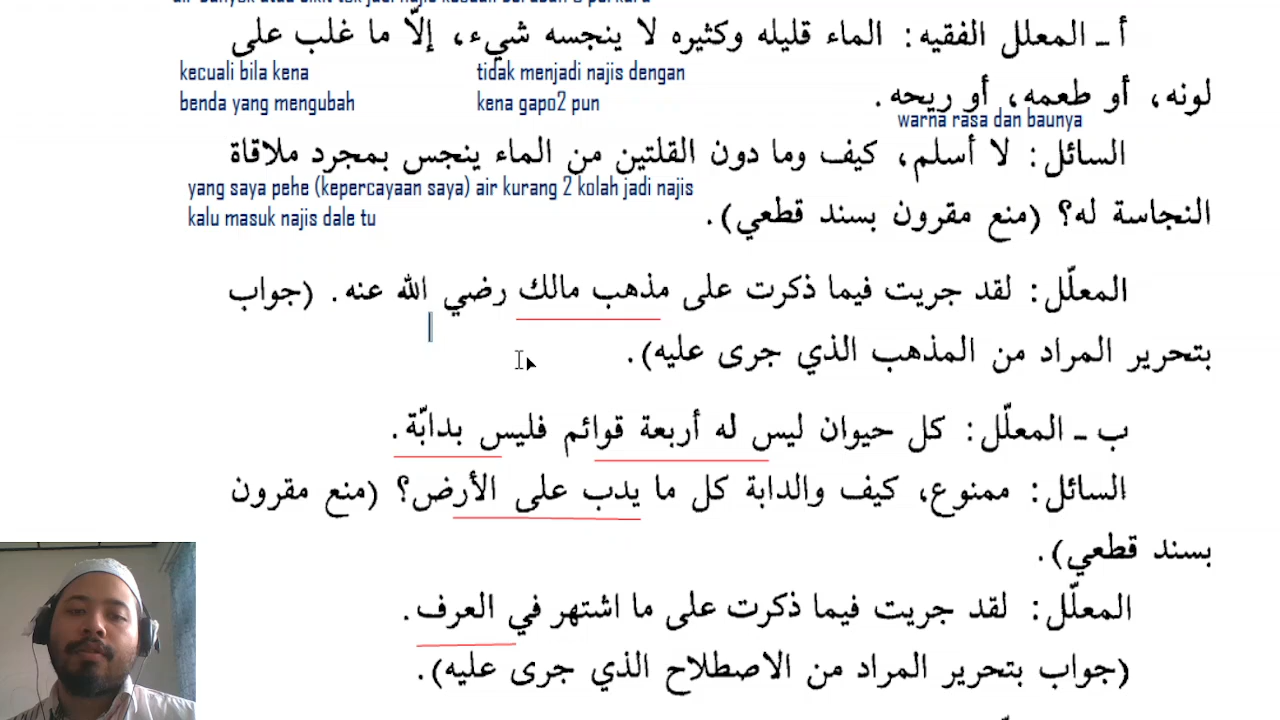 أ ـ المعلل الفقيه: الماء قليله وكثيره لا ينجسه شيء، إلّا ما غلب على
kecuali bila kena tidak menjadi najis dengan
benda yang mengubah kena gapo2 pun
لونه، أو طعمه، أو ريحه.
warna rasa dan baunya
السائل: لا أسلم، كيف وما دون القلتين من الماء ينجس بمجرد ملاقاة
yang saya pehe (kepercayaan saya) air kurang 2 kolah jadi najis
kalu masuk najis dale tu
النجاسة له؟ (منع مقرون بسند قطعي).
المعلّل: لقد جريت فيما ذكرت على مذهب مالك رضي الله عنه. (جواب
بتحرير المراد من المذهب الذي جرى عليه).
ب ـ المعلّل: كل حيوان ليس له أربعة قوائم فليس بدابّة.
السائل: ممنوع، كيف والدابة كل ما يدب على الأرض؟ (منع مقرون
بسند قطعي).
المعلّل: لقد جريت فيما ذكرت على ما اشتهر في العرف.
(جواب بتحرير المراد من الاصطلاح الذي جرى عليه).